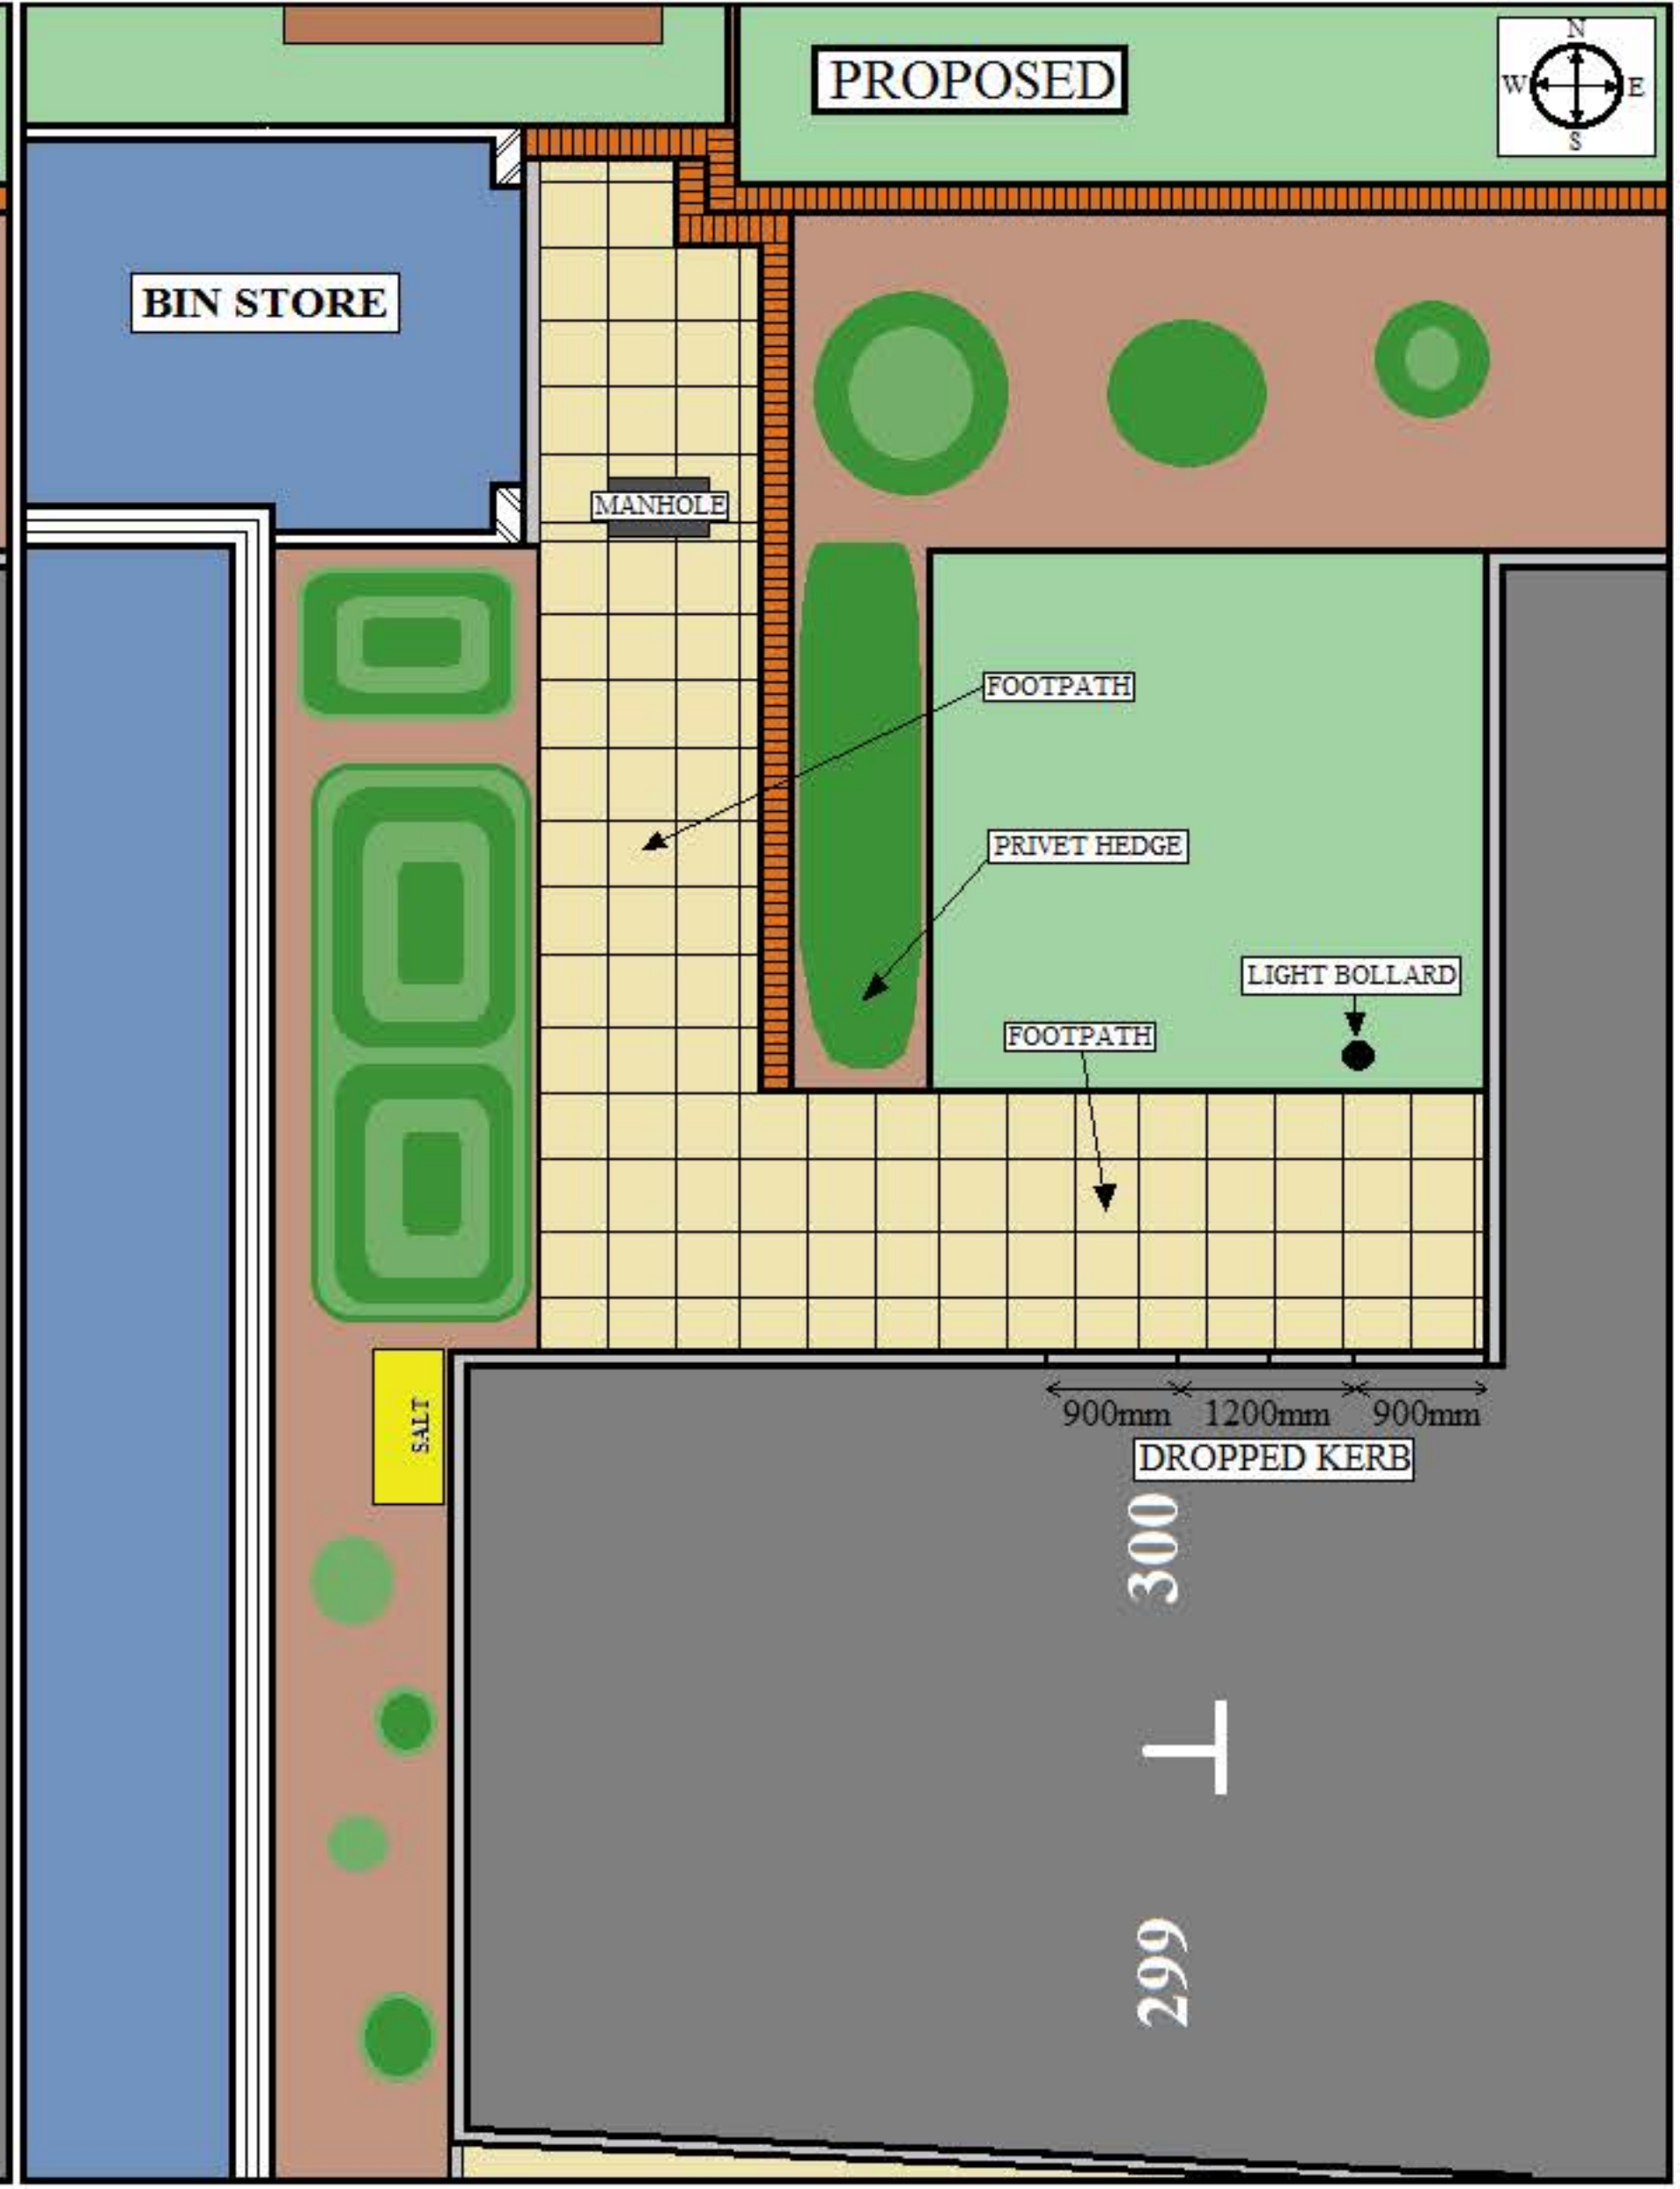 PROPOSED
N
W E
S
BIN STORE
MANHOLE
FOOTPATH
PRIVET HEDGE
LIGHT BOLLARD
FOOTPATH
SALT
900mm 1200mm 900mm
DROPPED KERB
300
299